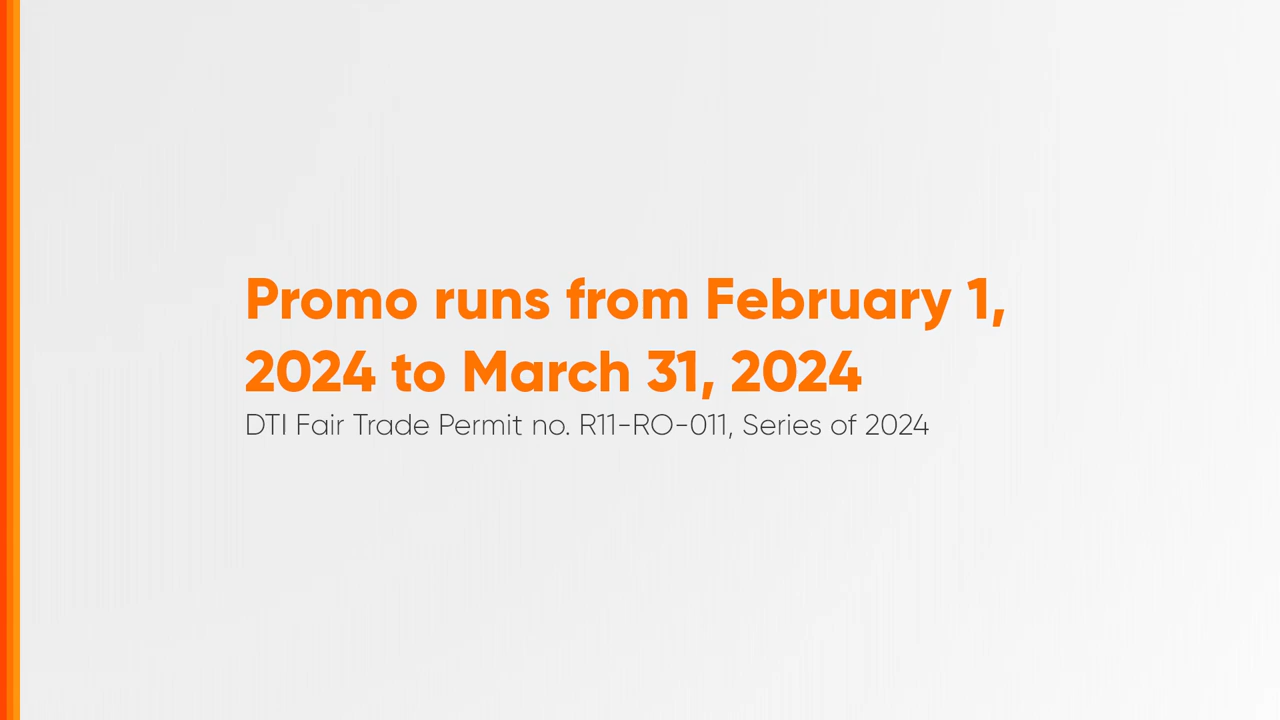 Promo runs from February 1,
2024 to March 31, 2024
DTI Fair Trade Permit no. R11-RO-011, Series of 2024